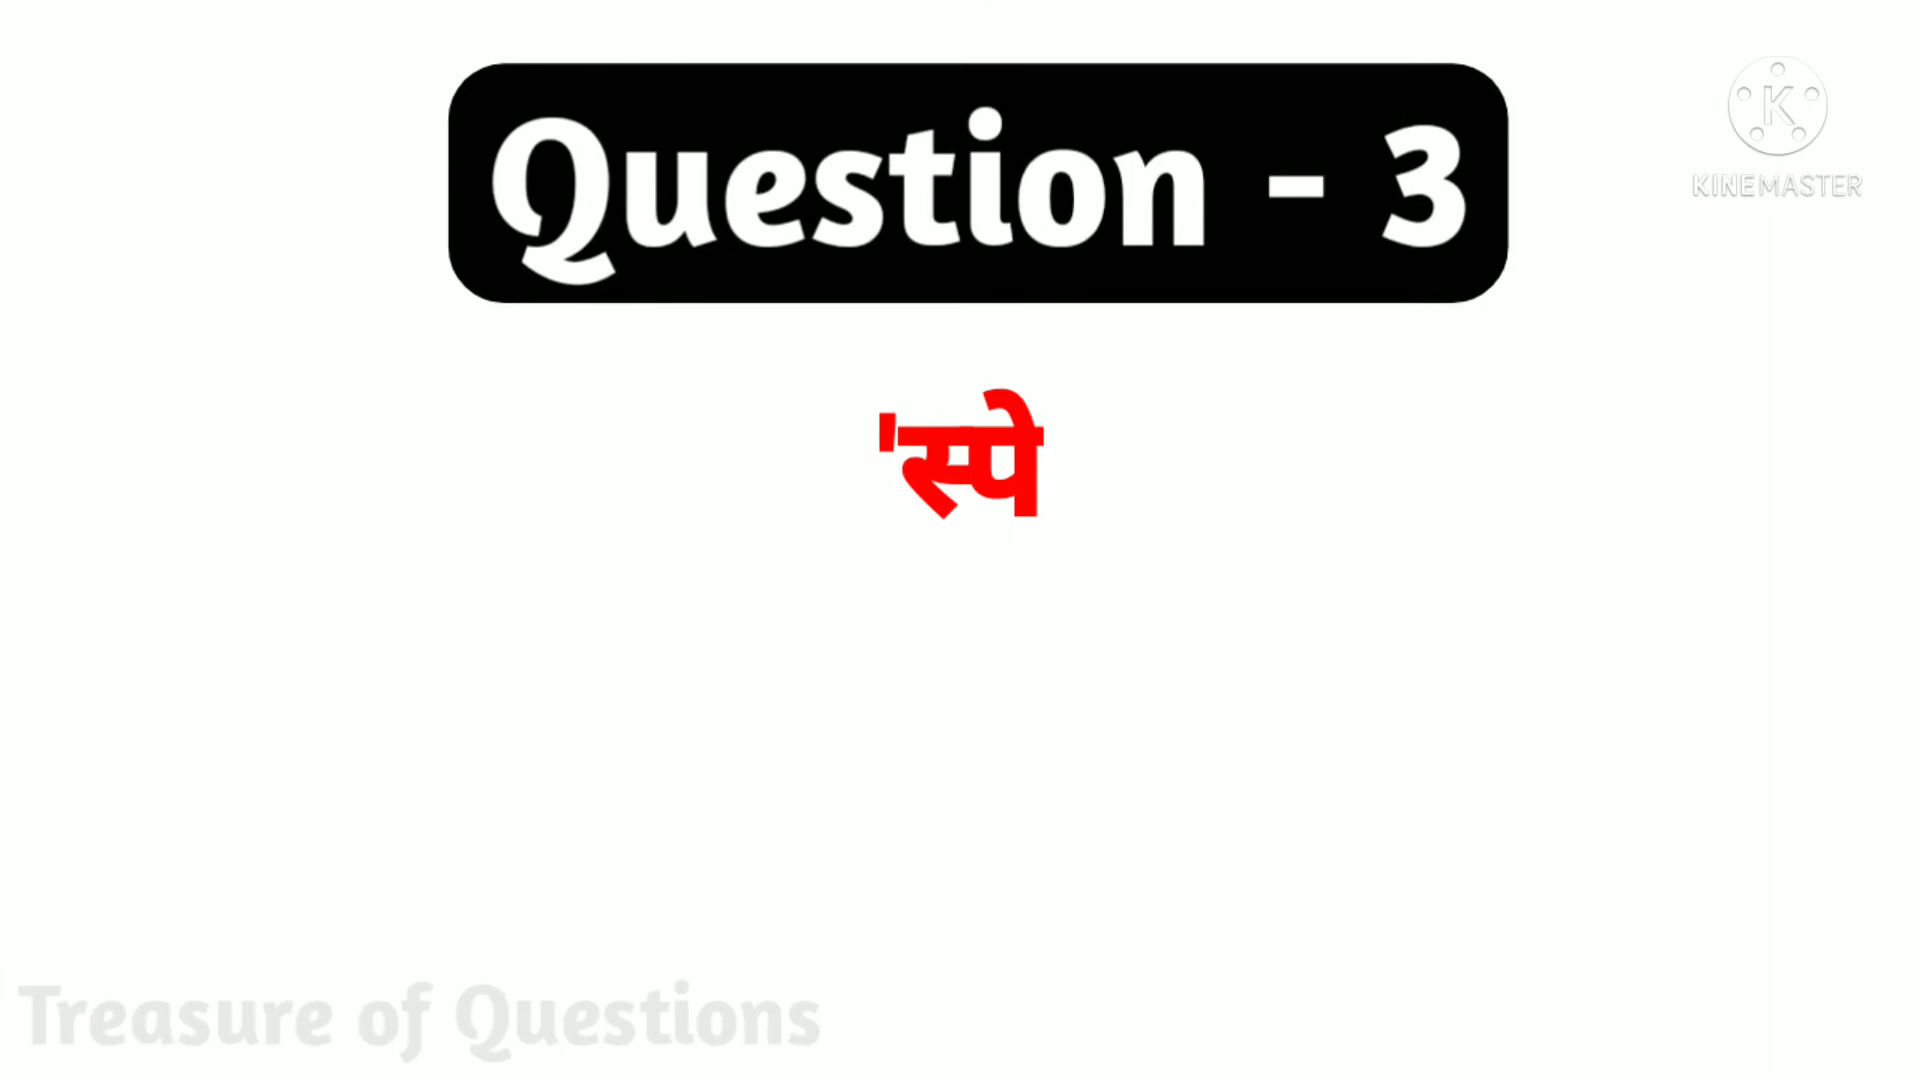 Question - 3
KINEMASTER
'स्पे
Treasure of Questions